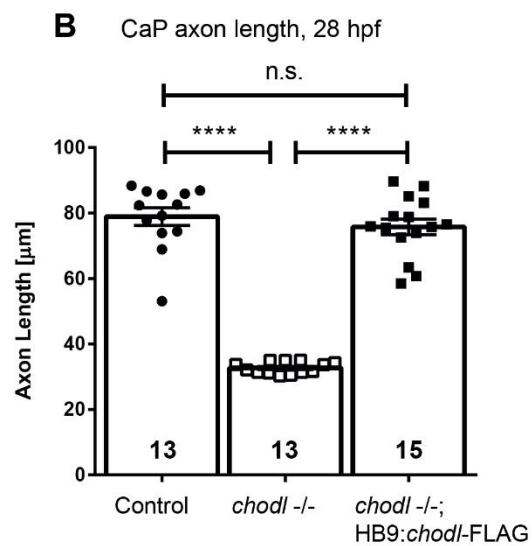 B CaP axon length, 28 hpf
n.s.
**** ****
Axon Length [µm]
100
80
60
40
20
0
13 13 15
Control chodl -/- chodl -/-;
HB9:chodl-FLAG